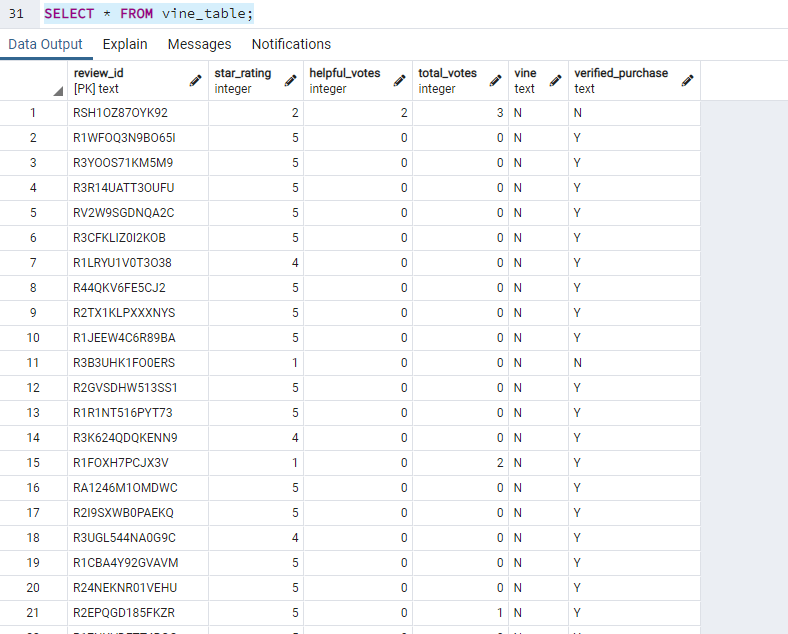 31 SELECT * FROM vine_table;
Data Output Explain Messages Notifications
review_id star_rating helpful_votes total_votes vine verified_purchase
[PK] text integer integer integer text text
1 RSH1OZ87OYK92 2 2 3 N N
2 R1WFOQ3N9BO65I 5 0 0 N Y
3 R3YOOS71KM5M9 5 0 0 N Y
4 R3R14UATT3OUFU 5 0 0 N Y
5 RV2W9SGDNQA2C 5 0 0 N Y
6 R3CFKLIZ0I2KOB 5 0 0 N Y
7 R1LRYU1V0T3O38 4 0 0 N Y
8 R44QKV6FE5CJ2 5 0 0 N Y
9 R2TX1KLPXXXNYS 5 0 0 N Y
10 R1JEEW4C6R89BA 5 0 0 N Y
11 R3B3UHK1FO0ERS 1 0 0 N N
12 R2GVSDHW513SS1 5 0 0 N Y
13 R1R1NT516PYT73 5 0 0 N Y
14 R3K624QDQKENN9 4 0 0 N Y
15 R1FOXH7PCJX3V 1 0 2 N Y
16 RA1246M1OMDWC 5 0 0 N Y
17 R2I9SXWB0PAEKQ 5 0 0 N Y
18 R3UGL544NA0G9C 4 0 0 N Y
19 R1CBA4Y92GVAVM 5 0 0 N Y
20 R24NEKNR01VEHU 5 0 0 N Y
21 R2EPQGD185FKZR 5 0 1 N Y